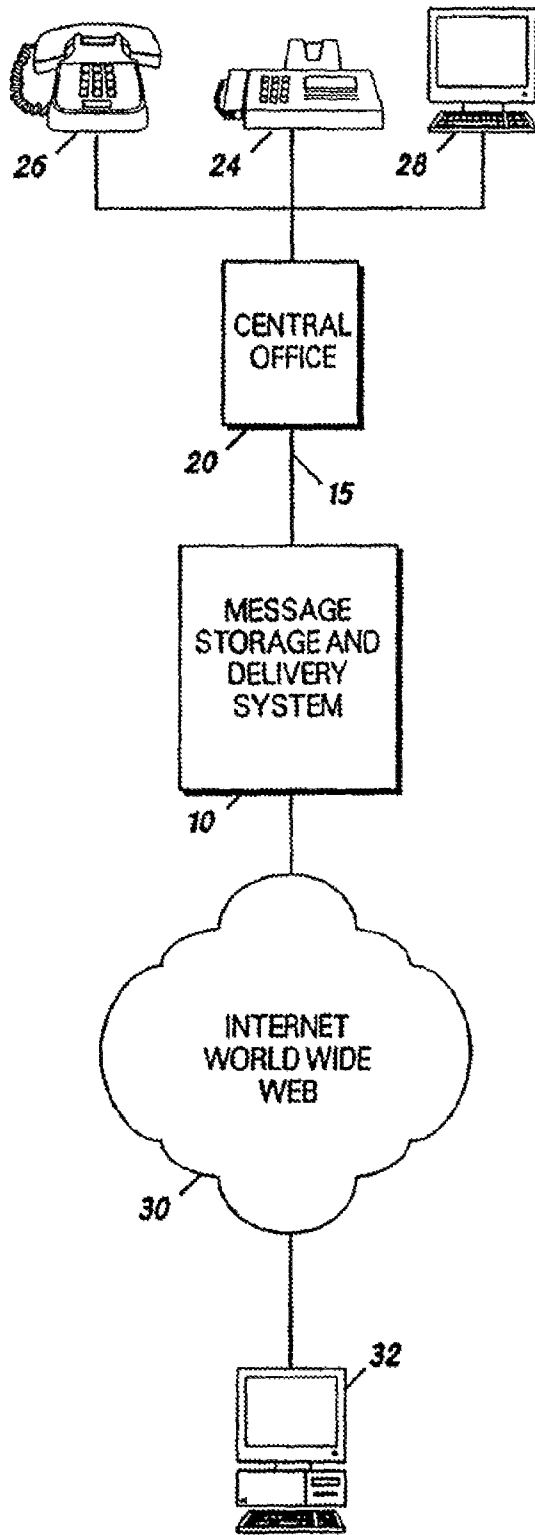 26
24
28
CENTRAL
OFFICE
20
15
MESSAGE
STORAGE AND
DELIVERY
SYSTEM
10
INTERNET
WORLD WIDE
WEB
30
32